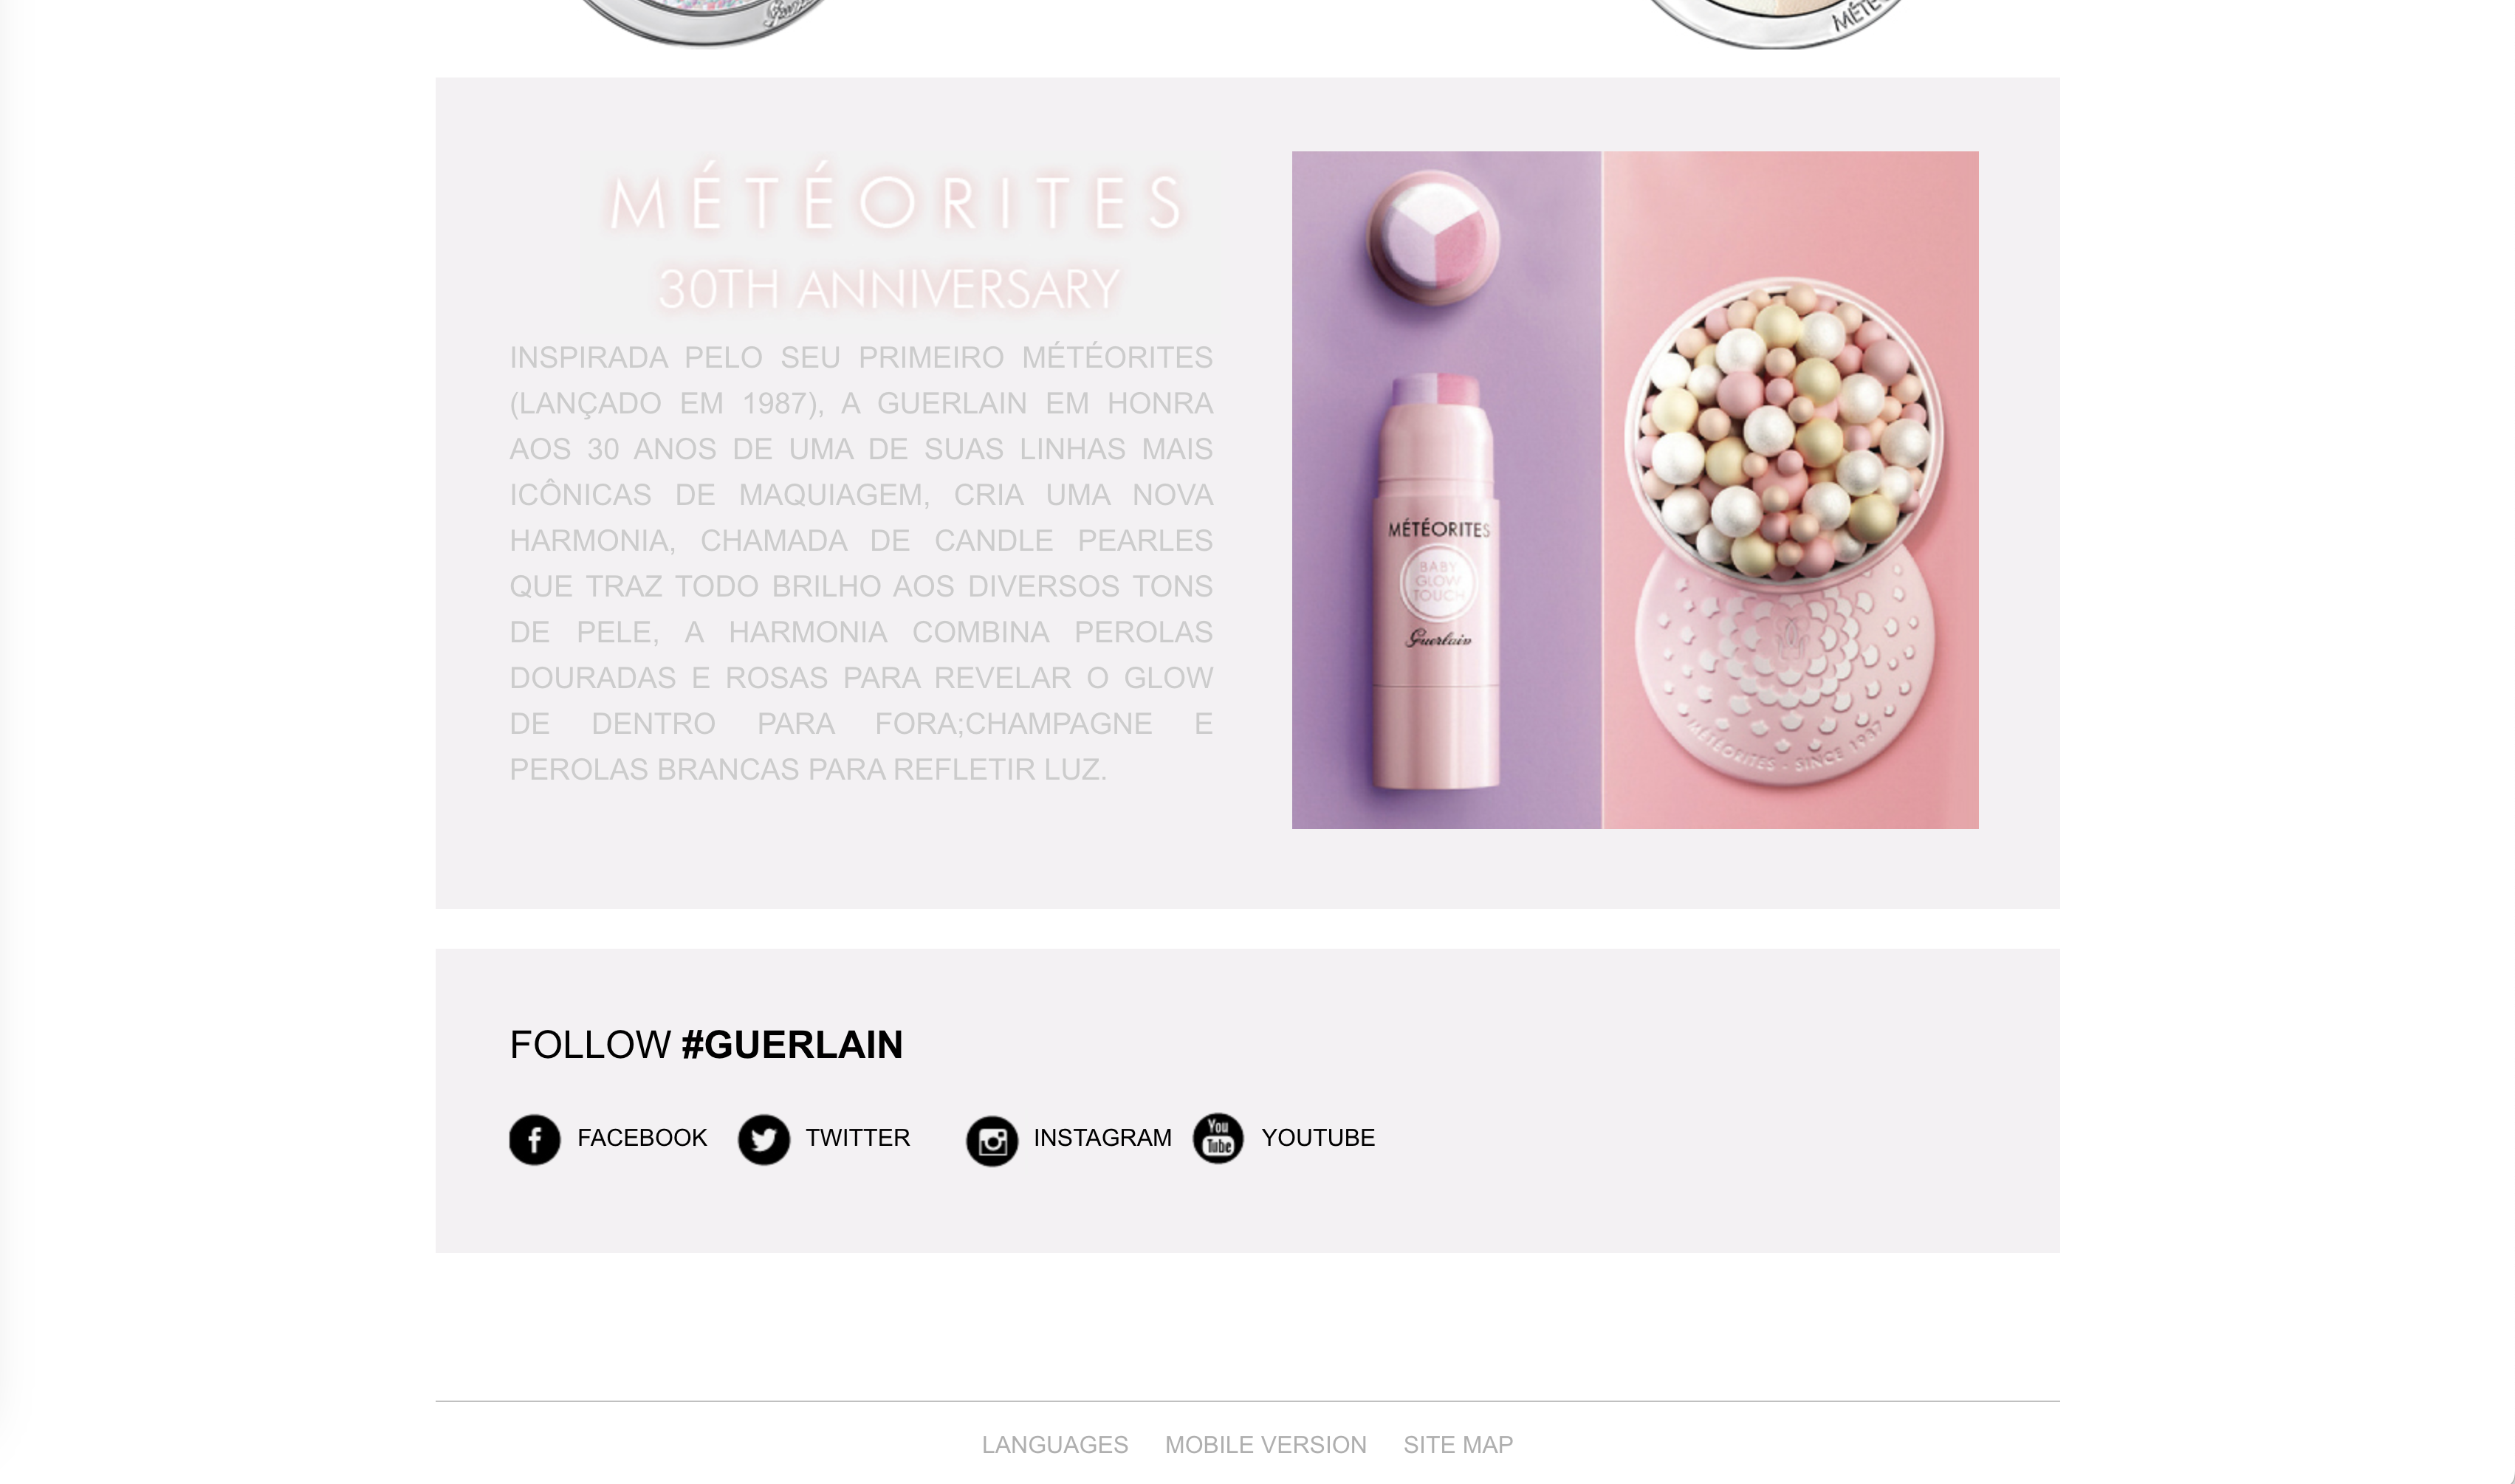 Guerlain
MÉTÉO
MÉTÉORITES
30TH ANNIVERSARY
INSPIRADA PELO SEU PRIMEIRO MÉTÉORITES
(LANÇADO EM 1987), A GUERLAIN EM HONRA
AOS 30 ANOS DE UMA DE SUAS LINHAS MAIS
ICÔNICAS DE MAQUIAGEM, CRIA UMA NOVA
HARMONIA, CHAMADA DE CANDLE PEARLES
QUE TRAZ TODO BRILHO AOS DIVERSOS TONS
DE PELE, A HARMONIA COMBINA PEROLAS
DOURADAS E ROSAS PARA REVELAR O GLOW
DE DENTRO PARA FORA;CHAMPAGNE E
PEROLAS BRANCAS PARA REFLETIR LUZ.
MÉTÉORITES
BABY
GLOW
TOUCH
Guerlain
MÉTÉORITES - SINCE 1987
FOLLOW #GUERLAIN
FACEBOOK TWITTER INSTAGRAM You Tube YOUTUBE
LANGUAGES MOBILE VERSION SITE MAP